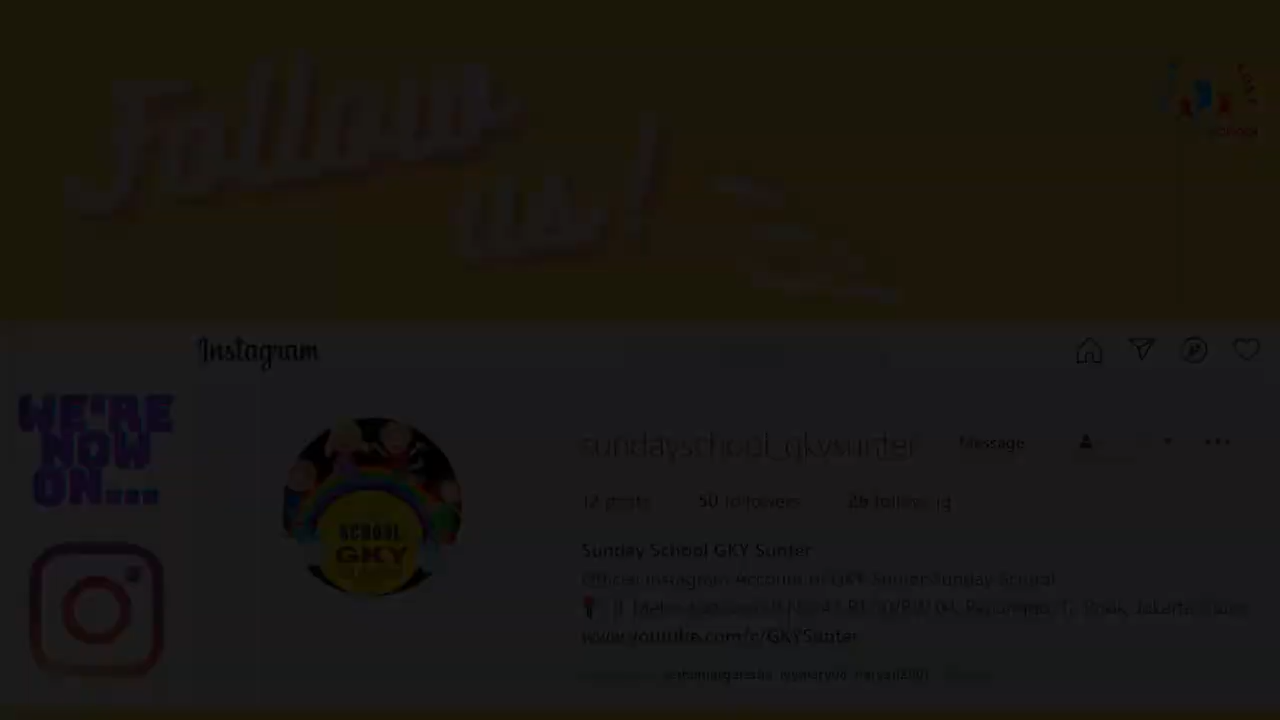 Follow
us!
SCHOOL
Instagram
WE'RE
NOW
ON...
sundayschool_gkysunter
Message
SCHOOL
GKY
12 posts 50 followers 26 following
Sunday School GKY Sunter
Official Instagram Account of GKY Sunter Sunday School
www.youtube.com/c/GKYSunter